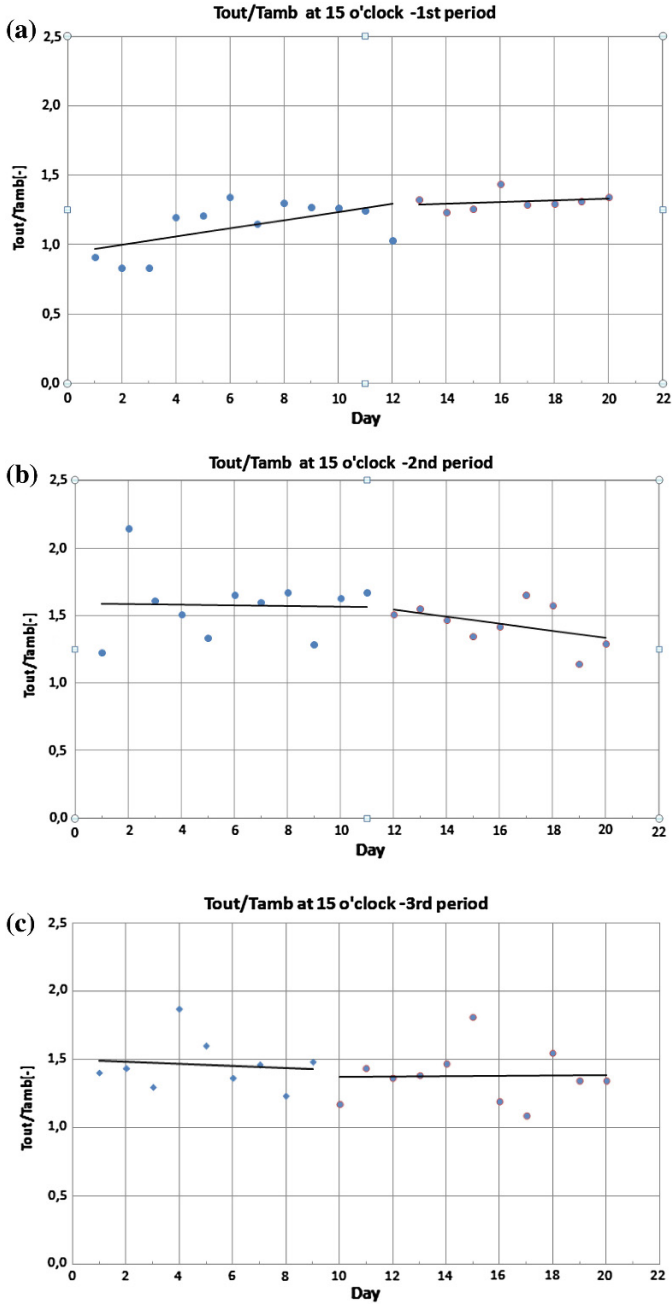 (a)
Tout/Tamb at 15 o'clock -1st period
2,5
2,0
1,5
1,0
0,5
0,0
Tout/Tamb[-]
0 2 4 6 8 10 12 14 16 18 20 22
Day
(b)
Tout/Tamb at 15 o'clock -2nd period
2,5
2,0
1,5
1,0
0,5
0,0
Tout/Tamb[-]
0 2 4 6 8 10 12 14 16 18 20 22
Day
(c)
Tout/Tamb at 15 o'clock -3rd period
2,5
2,0
1,5
1,0
0,5
0,0
Tout/Tamb[-]
0 2 4 6 8 10 12 14 16 18 20 22
Day